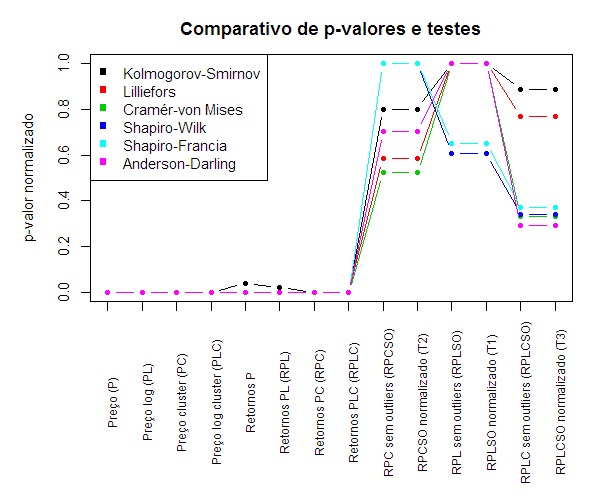 Comparativo de p-valores e testes
p-valor normalizado
1.0
0.8
0.6
0.4
0.2
0.0
Kolmogorov-Smirnov
Lilliefors
Cramér-von Mises
Shapiro-Wilk
Shapiro-Francia
Anderson-Darling
Preço (P)
Preço log (PL)
Preço cluster (PC)
Preço log cluster (PLC)
Retornos P
Retornos PL (RPL)
Retornos PC (RPC)
Retornos PLC (RPLC)
RPC sem outliers (RPCSO)
RPCSO normalizado (T2)
RPL sem outliers (RPLSO)
RPLSO normalizado (T1)
RPLC sem outliers (RPLCSO)
RPLCSO normalizado (T3)